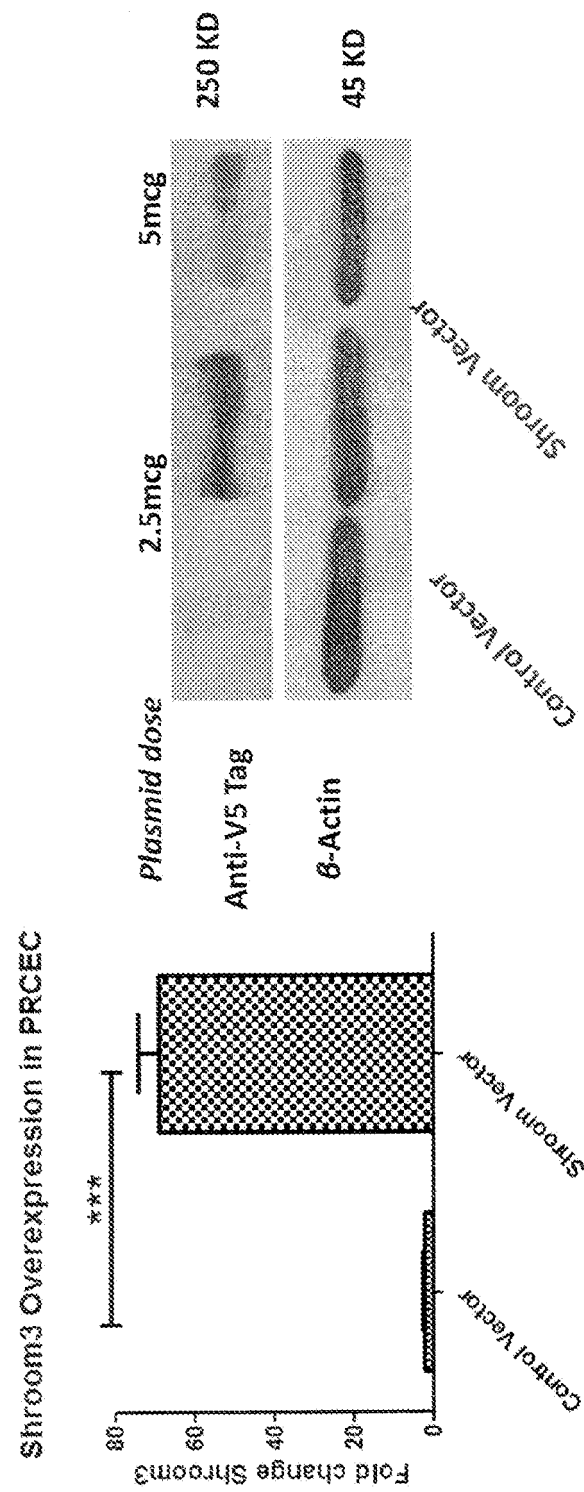 Shroom3 Overexpression in PRCEC
***
80
60
40
20
0
Fold change Shroom3
Control Vector
Shroom Vector
Plasmid dose 2.5mcg 5mcg
Anti-V5 Tag 250 KD
β-Actin 45 KD
Control Vector
Shroom Vector